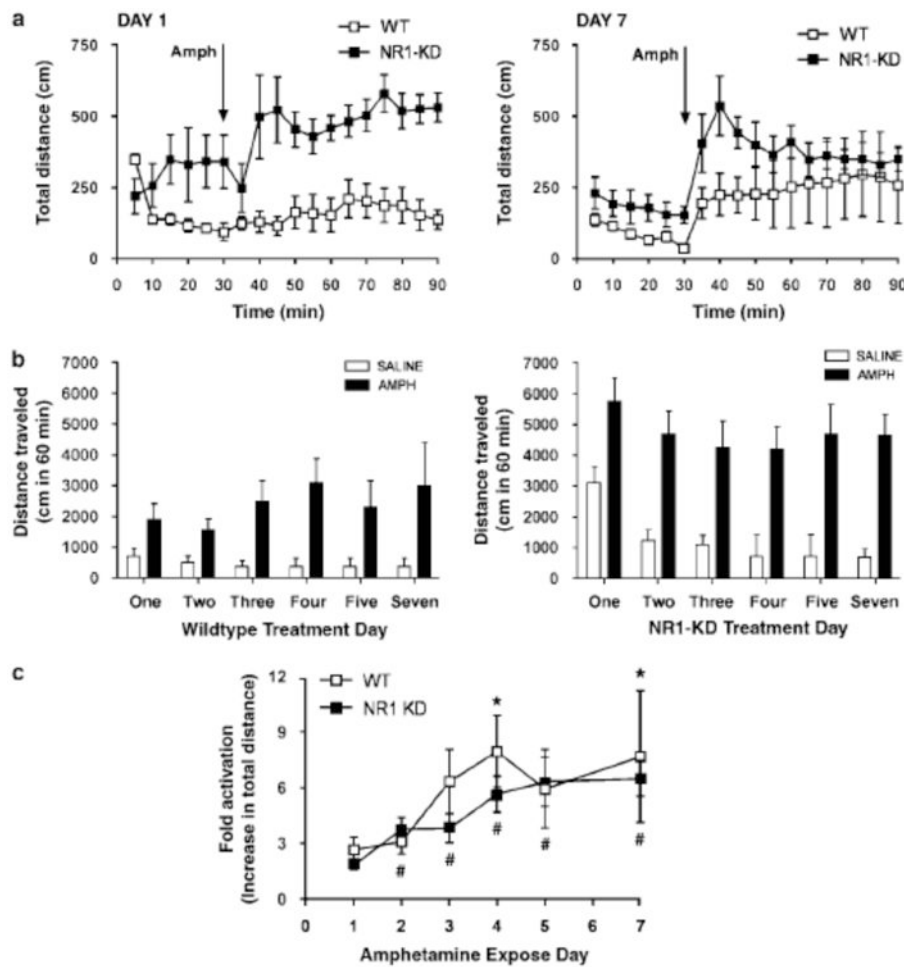 a
DAY 1
WT
NR1-KD
Amph
Total distance (cm)
750
500
250
0
0 10 20 30 40 50 60 70 80 90
Time (min)
DAY 7
WT
NR1-KD
Amph
Total distance (cm)
750
500
250
0
0 10 20 30 40 50 60 70 80 90
Time (min)
b
SALINE
AMPH
Distance traveled
(cm in 60 min)
7000
6000
5000
4000
3000
2000
1000
0
One Two Three Four Five Seven
Wildtype Treatment Day
SALINE
AMPH
Distance traveled
(cm in 60 min)
7000
6000
5000
4000
3000
2000
1000
0
One Two Three Four Five Seven
NR1-KD Treatment Day
c
WT
NR1 KD
Fold activation
(Increase in total distance)
12
9
6
3
0
* *
# # # # #
0 1 2 3 4 5 6 7
Amphetamine Expose Day